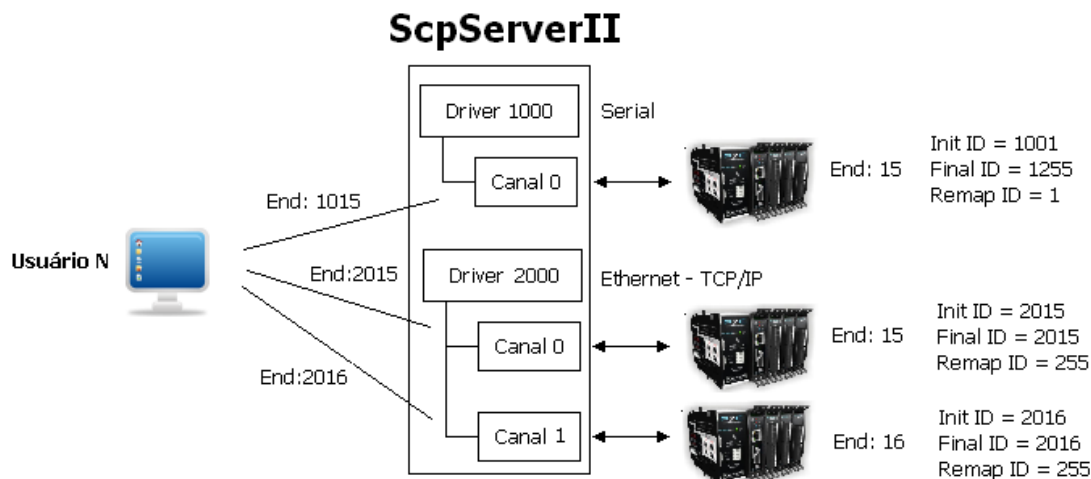 ScpServerII
Driver 1000
Serial
Canal 0
End: 15
Init ID = 1001
Final ID = 1255
Remap ID = 1
End: 1015
Usuário N
End:2015
Driver 2000
Ethernet - TCP/IP
Canal 0
End: 15
Init ID = 2015
Final ID = 2015
Remap ID = 255
End:2016
Canal 1
End: 16
Init ID = 2016
Final ID = 2016
Remap ID = 255